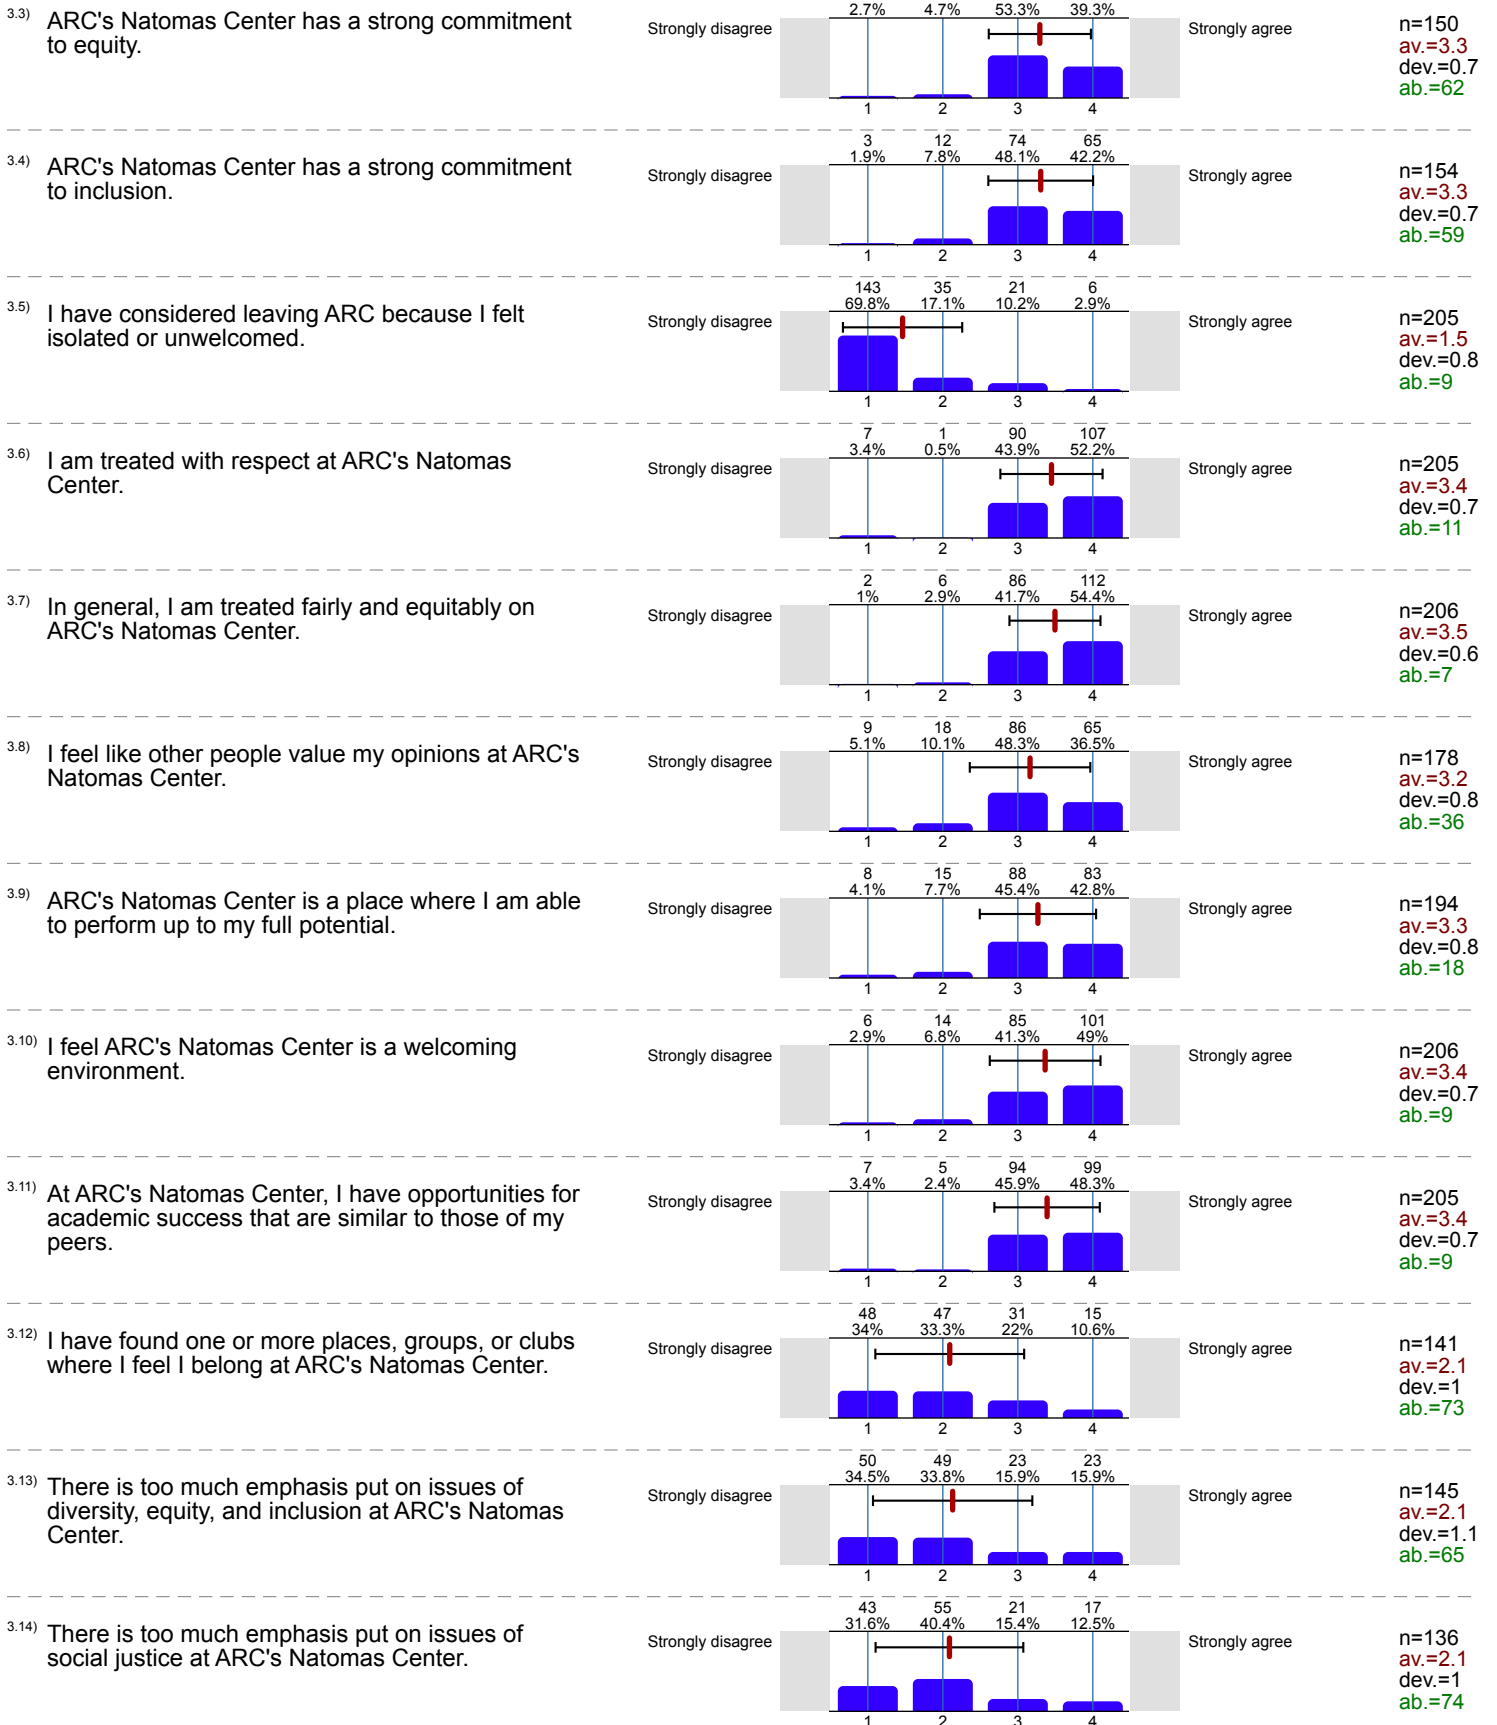 2.7% 4.7% 53.3% 39.3%
3.3) ARC's Natomas Center has a strong commitment
to equity.
Strongly disagree Strongly agree
n=150
av.=3.3
dev.=0.7
ab.=62
1 2 3 4
3 12 74 65
1.9% 7.8% 48.1% 42.2%
3.4) ARC's Natomas Center has a strong commitment
to inclusion.
Strongly disagree Strongly agree
n=154
av.=3.3
dev.=0.7
ab.=59
1 2 3 4
143 35 21 6
69.8% 17.1% 10.2% 2.9%
3.5) I have considered leaving ARC because I felt
isolated or unwelcomed.
Strongly disagree Strongly agree
n=205
av.=1.5
dev.=0.8
ab.=9
1 2 3 4
7 1 90 107
3.4% 0.5% 43.9% 52.2%
3.6) I am treated with respect at ARC's Natomas
Center.
Strongly disagree Strongly agree
n=205
av.=3.4
dev.=0.7
ab.=11
1 2 3 4
2 6 86 112
1% 2.9% 41.7% 54.4%
3.7) In general, I am treated fairly and equitably on
ARC's Natomas Center.
Strongly disagree Strongly agree
n=206
av.=3.5
dev.=0.6
ab.=7
1 2 3 4
9 18 86 65
5.1% 10.1% 48.3% 36.5%
3.8) I feel like other people value my opinions at ARC's
Natomas Center.
Strongly disagree Strongly agree
n=178
av.=3.2
dev.=0.8
ab.=36
1 2 3 4
8 15 88 83
4.1% 7.7% 45.4% 42.8%
3.9) ARC's Natomas Center is a place where I am able
to perform up to my full potential.
Strongly disagree Strongly agree
n=194
av.=3.3
dev.=0.8
ab.=18
1 2 3 4
6 14 85 101
2.9% 6.8% 41.3% 49%
3.10) I feel ARC's Natomas Center is a welcoming
environment.
Strongly disagree Strongly agree
n=206
av.=3.4
dev.=0.7
ab.=9
1 2 3 4
7 5 94 99
3.4% 2.4% 45.9% 48.3%
3.11) At ARC's Natomas Center, I have opportunities for
academic success that are similar to those of my
peers.
Strongly disagree Strongly agree
n=205
av.=3.4
dev.=0.7
ab.=9
1 2 3 4
48 47 31 15
34% 33.3% 22% 10.6%
3.12) I have found one or more places, groups, or clubs
where I feel I belong at ARC's Natomas Center.
Strongly disagree Strongly agree
n=141
av.=2.1
dev.=1
ab.=73
1 2 3 4
50 49 23 23
34.5% 33.8% 15.9% 15.9%
3.13) There is too much emphasis put on issues of
diversity, equity, and inclusion at ARC's Natomas
Center.
Strongly disagree Strongly agree
n=145
av.=2.1
dev.=1.1
ab.=65
1 2 3 4
43 55 21 17
31.6% 40.4% 15.4% 12.5%
3.14) There is too much emphasis put on issues of
social justice at ARC's Natomas Center.
Strongly disagree Strongly agree
n=136
av.=2.1
dev.=1
ab.=74
1 2 3 4